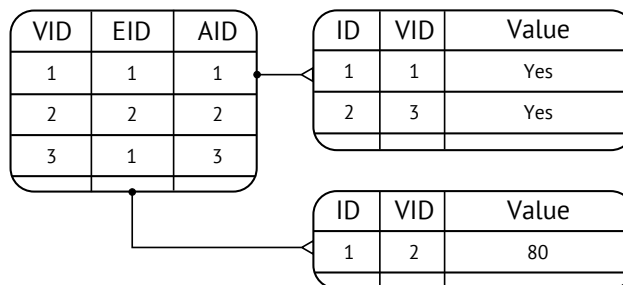 VID EID AID
1 1 1
2 2 2
3 1 3
ID VID Value
1 1 Yes
2 3 Yes
ID VID Value
1 2 80